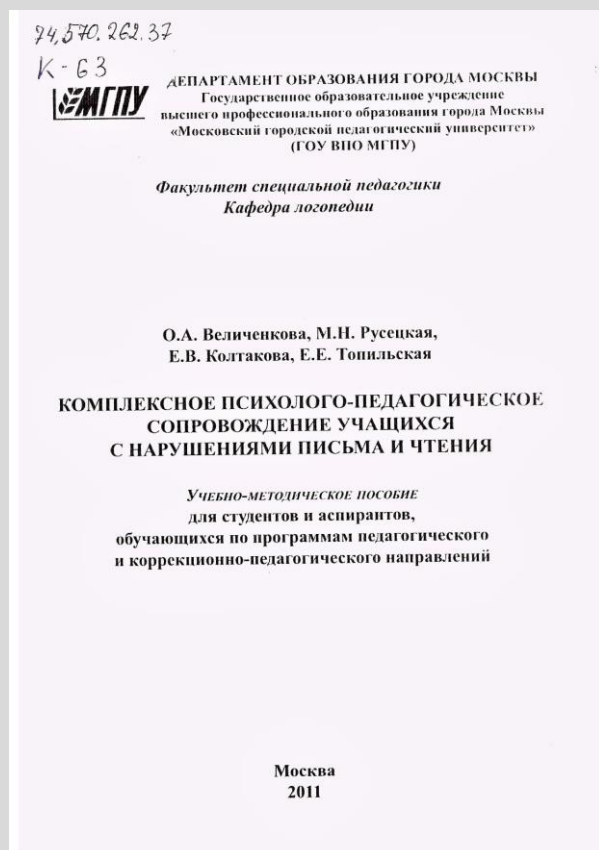 74,570.262.37
К-63
МГПУ
ДЕПАРТАМЕНТ ОБРАЗОВАНИЯ ГОРОДА МОСКВЫ
Государственное образовательное учреждение
высшего профессионального образования города Москвы
«Московский городской педагогический университет»
(ГОУ ВПО МГПУ)
Факультет специальной педагогики
Кафедра логопедии
О.А. Величенкова, М.Н. Русецкая,
Е.В. Колтакова, Е.Е. Топильская
КОМПЛЕКСНОЕ ПСИХОЛОГО-ПЕДАГОГИЧЕСКОЕ
СОПРОВОЖДЕНИЕ УЧАЩИХСЯ
С НАРУШЕНИЯМИ ПИСЬМА И ЧТЕНИЯ
УЧЕБНО-МЕТОДИЧЕСКОЕ ПОСОБИЕ
для студентов и аспирантов,
обучающихся по программам педагогического
и коррекционно-педагогического направлений
Москва
2011